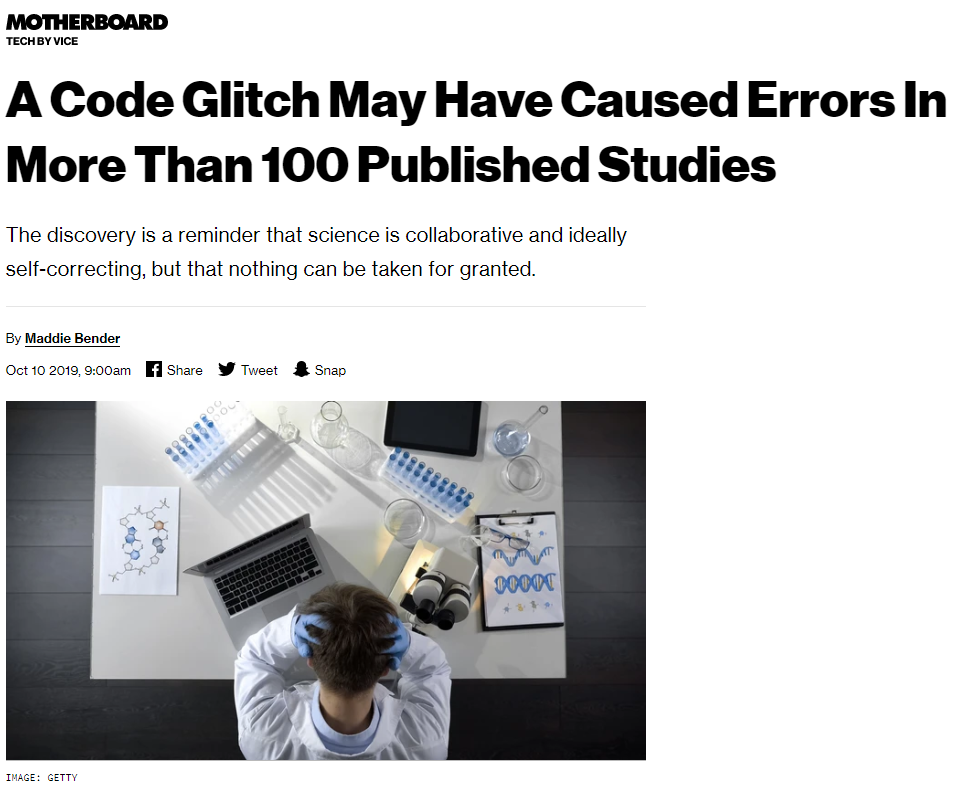 MOTHERBOARD
TECH BY VICE
A Code Glitch May Have Caused Errors In
More Than 100 Published Studies
The discovery is a reminder that science is collaborative and ideally
self-correcting, but that nothing can be taken for granted.
By Maddie Bender
Oct 10 2019, 9:00am Share Tweet Snap
IMAGE: GETTY